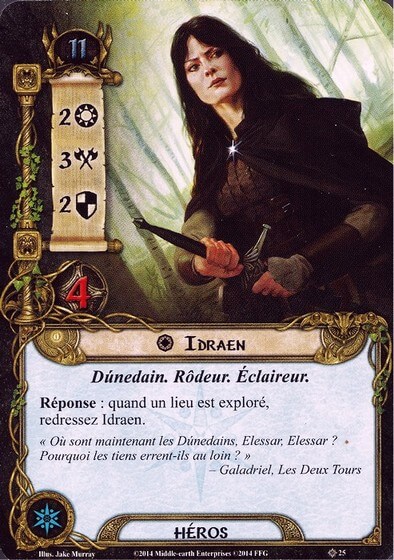 11
2
3
2
4
Idraen
Dúnedain. Rôdeur. Éclaireur.
Réponse : quand un lieu est exploré,
redressez Idraen.
« Où sont maintenant les Dúnedains, Elessar, Elessar ?
Pourquoi les tiens errent-ils au loin ? »
– Galadriel, Les Deux Tours
HÉROS
Illus. Jake Murray
©2014 Middle-earth Enterprises ©2014 FFG
25